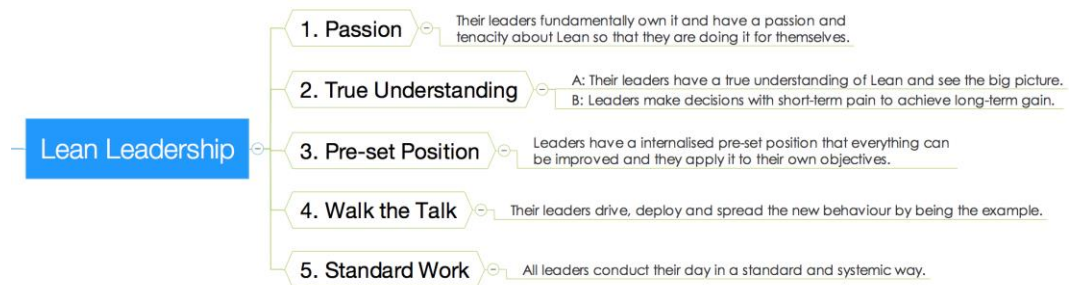 Lean Leadership
1. Passion
Their leaders fundamentally own it and have a passion and
tenacity about Lean so that they are doing it for themselves.
2. True Understanding
A: Their leaders have a true understanding of Lean and see the big picture.
B: Leaders make decisions with short-term pain to achieve long-term gain.
3. Pre-set Position
Leaders have a internalised pre-set position that everything can
be improved and they apply it to their own objectives.
4. Walk the Talk
Their leaders drive, deploy and spread the new behaviour by being the example.
5. Standard Work
All leaders conduct their day in a standard and systemic way.